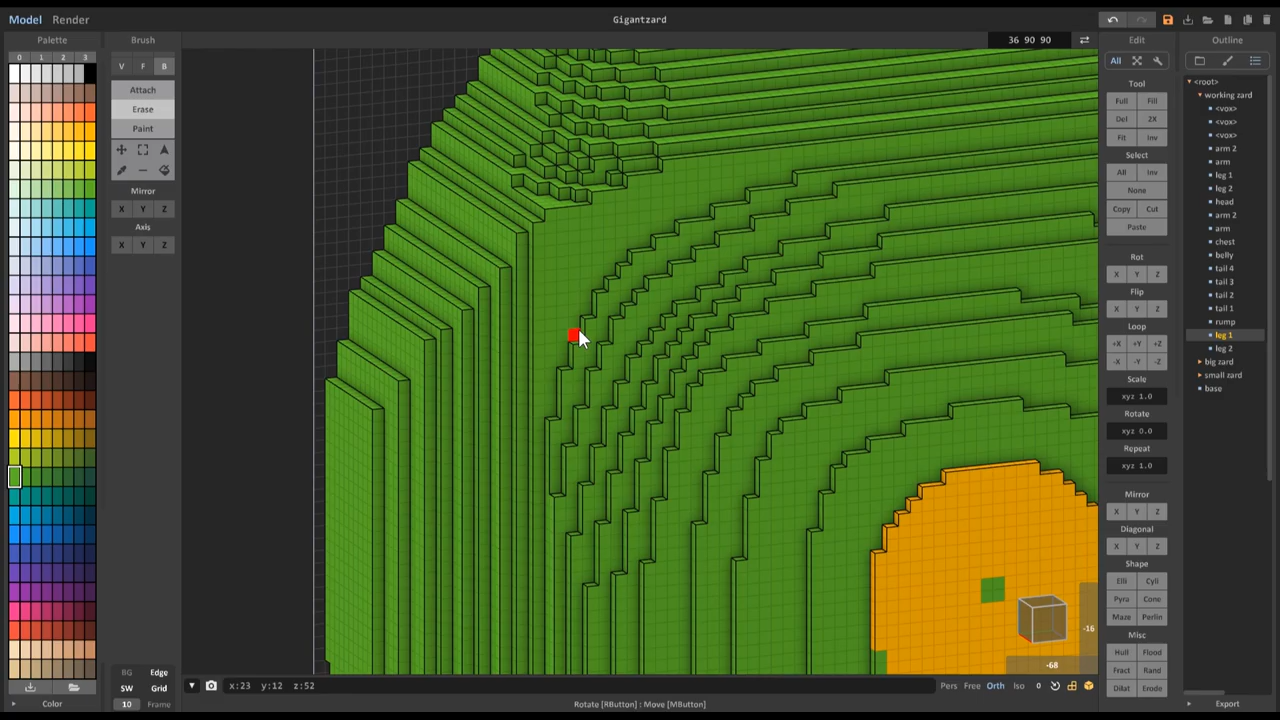 Model Render
Gigantzard
Palette
0 1 2 3
Color
Brush
V F B
Attach
Erase
Paint
Mirror
X Y Z
Axis
X Y Z
BG Edge
SW Grid
10 Frame
36 90 90
-16
-68
x:23 y:12 z:52
Pers Free Orth Iso 0
Rotate [RButton] : Move [MButton]
Edit
All
Tool
Full Fill
Del 2X
Fit Inv
Select
All Inv
None
Copy Cut
Paste
Rot
X Y Z
Flip
X Y Z
Loop
+X +Y +Z
-X -Y -Z
Scale
xyz 1.0
Rotate
xyz 0.0
Repeat
xyz 1.0
Mirror
X Y Z
Diagonal
X Y Z
Shape
Elli Cyli
Pyra Cone
Maze Perlin
Misc
Hull Flood
Fract Rand
Dilat Erode
Outline
<root>
working zard
<vox>
<vox>
<vox>
arm 2
arm
leg 1
leg 2
head
arm 2
arm
chest
belly
tail 4
tail 3
tail 2
tail 1
rump
leg 1
leg 2
big zard
small zard
base
Export